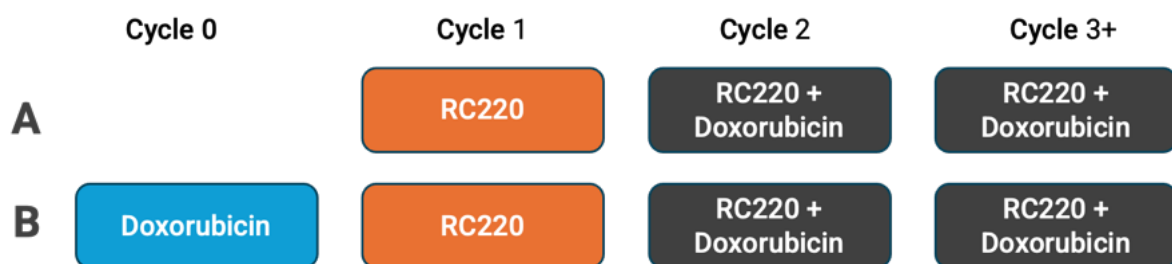 Cycle 0 Cycle 1 Cycle 2 Cycle 3+
A
RC220
RC220 +
Doxorubicin
RC220 +
Doxorubicin
B
Doxorubicin
RC220
RC220 +
Doxorubicin
RC220 +
Doxorubicin